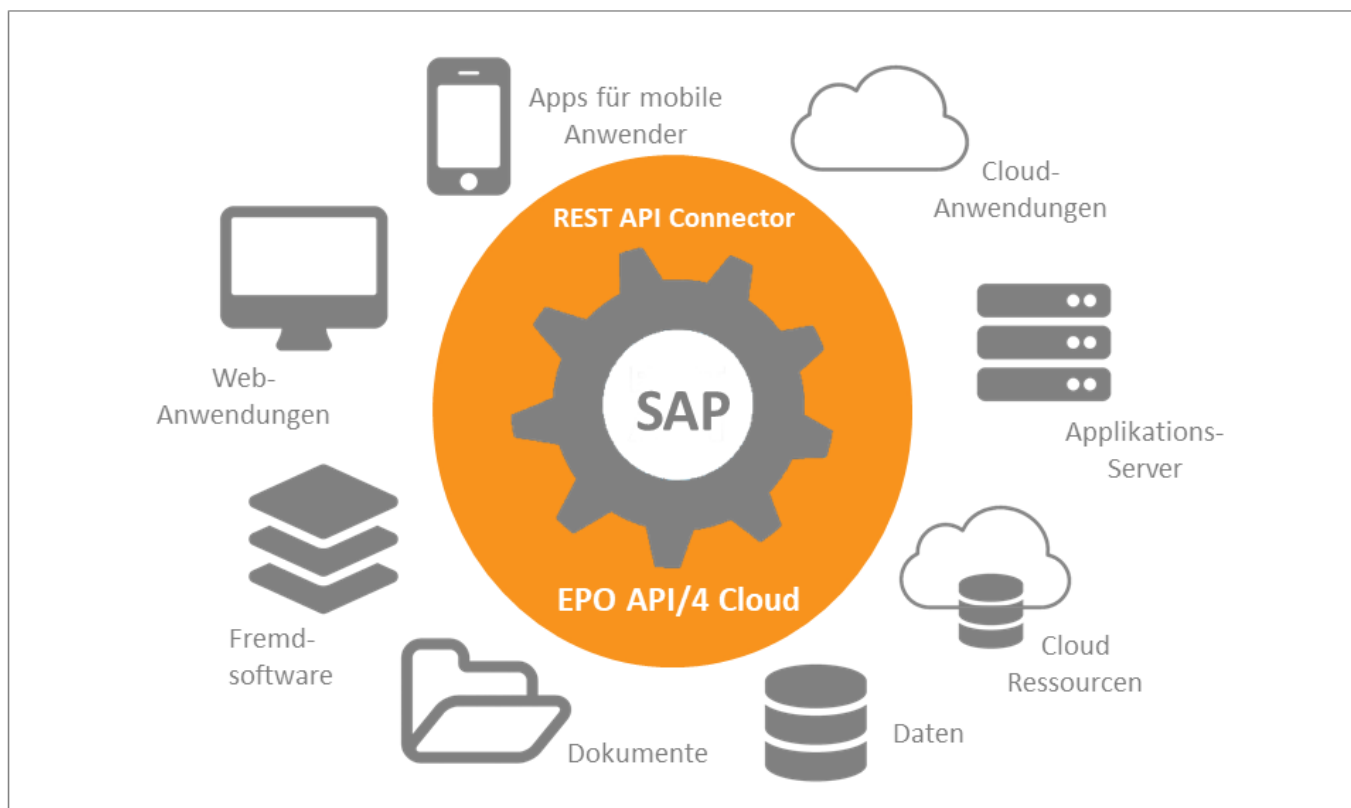 Apps für mobile
Anwender
Cloud-
Anwendungen
REST API Connector
Web-
Anwendungen
SAP
Applikations-
Server
EPO API/4 Cloud
Fremd-
software
Cloud
Ressourcen
Dokumente
Daten